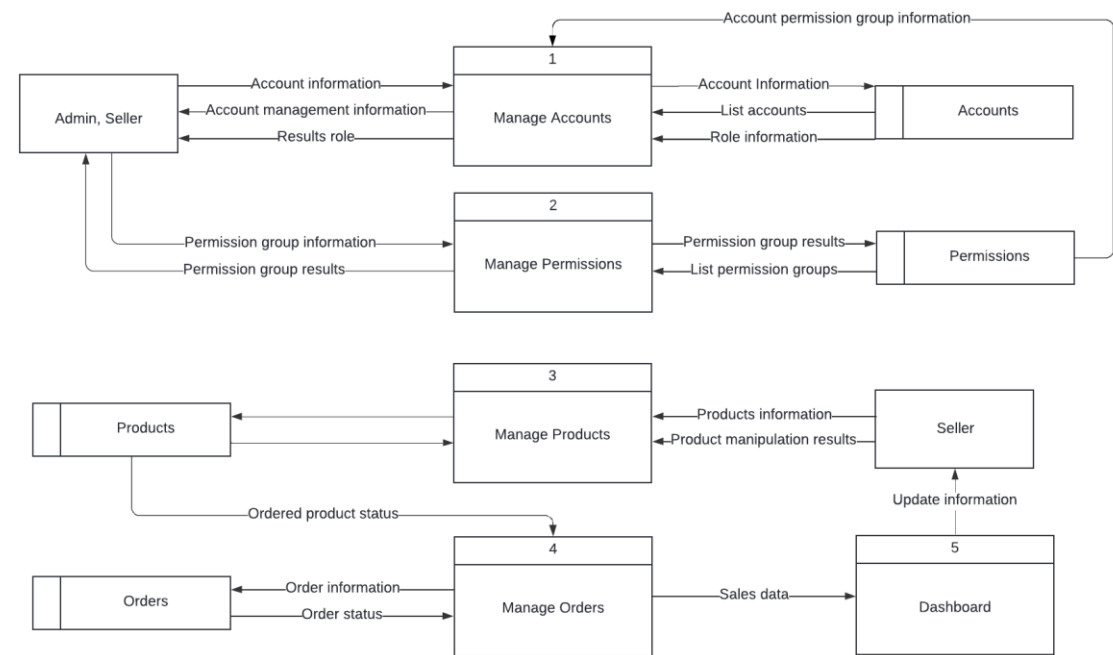 Account permission group information
1
Account information
Account Information
Admin, Seller
Account management information
Manage Accounts
List accounts
Accounts
Results role
Role information
2
Permission group information
Permission group results
Manage Permissions
Permission group results
List permission groups
Permissions
3
Products information
Products
Manage Products
Product manipulation results
Seller
Update information
Ordered product status
4
5
Order information
Orders
Order status
Manage Orders
Sales data
Dashboard